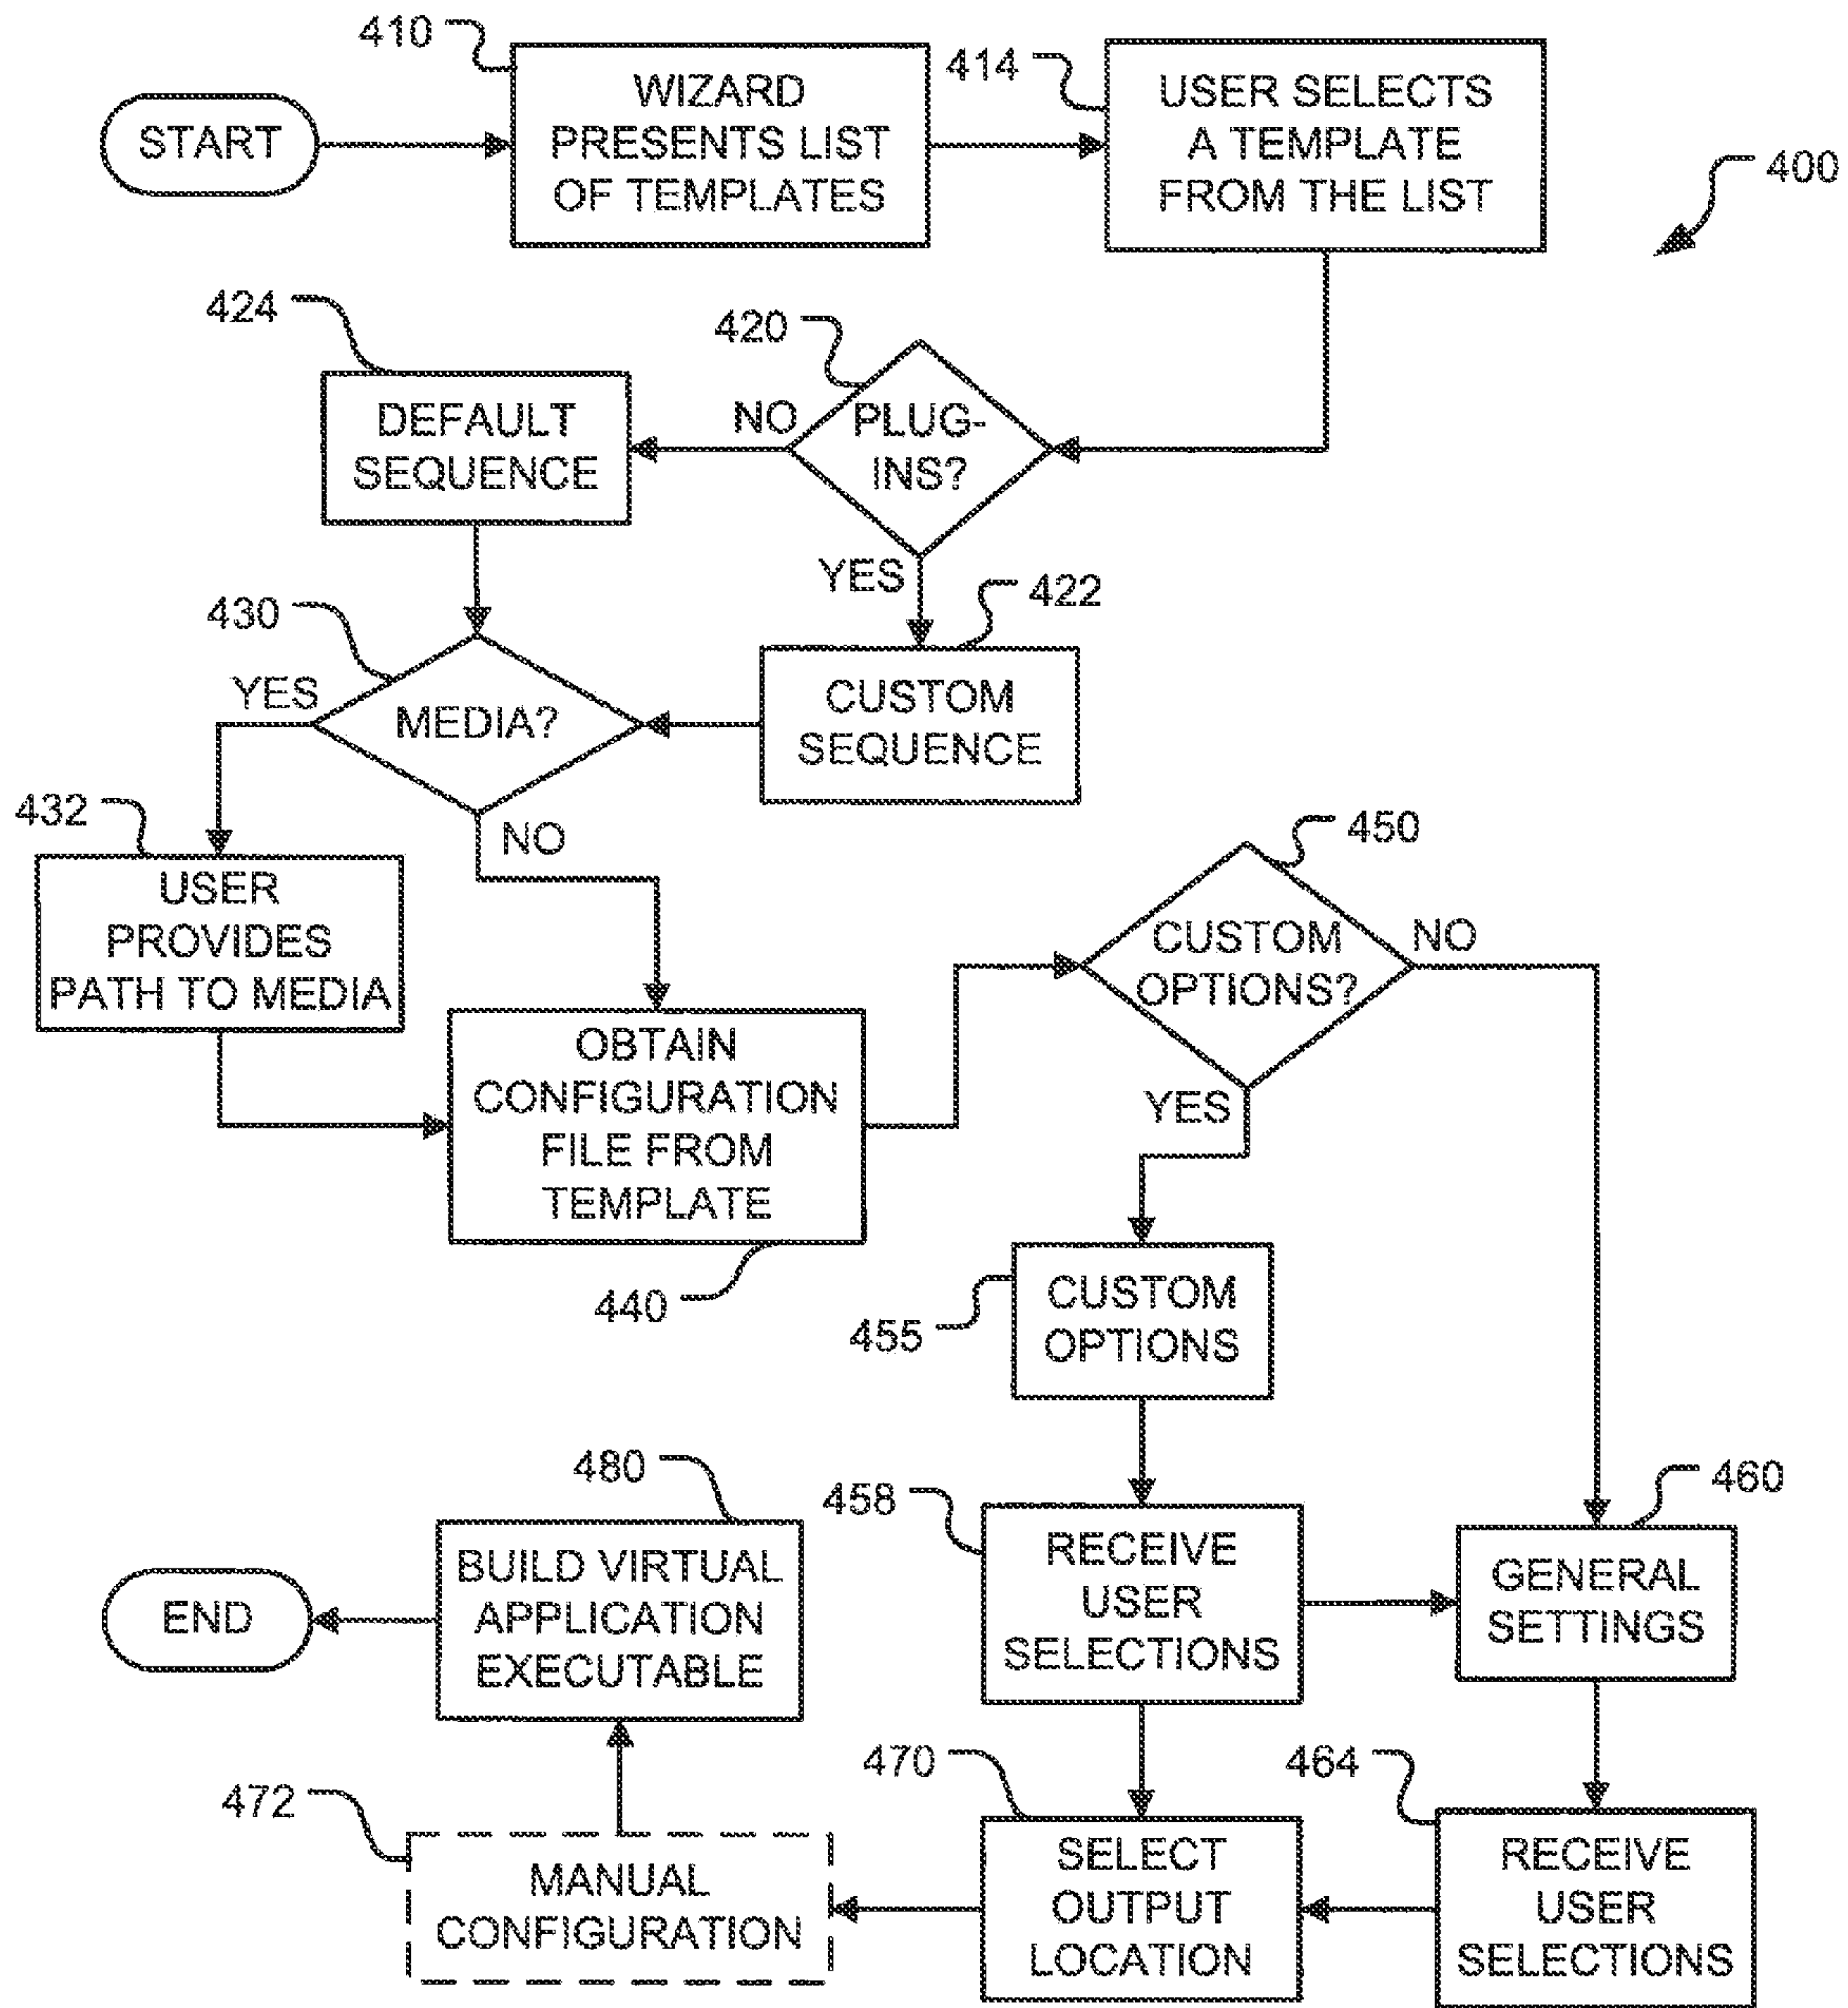 410
START
WIZARD
PRESENTS LIST
OF TEMPLATES
414
USER SELECTS
A TEMPLATE
FROM THE LIST
400
424
DEFAULT
SEQUENCE
420
NO
PLUG-
INS?
YES
422
430
YES
MEDIA?
CUSTOM
SEQUENCE
432
NO
USER
PROVIDES
PATH TO MEDIA
450
CUSTOM
OPTIONS?
NO
YES
OBTAIN
CONFIGURATION
FILE FROM
TEMPLATE
440
455
CUSTOM
OPTIONS
480
458
460
END
BUILD VIRTUAL
APPLICATION
EXECUTABLE
RECEIVE
USER
SELECTIONS
GENERAL
SETTINGS
472
470
464
MANUAL
CONFIGURATION
SELECT
OUTPUT
LOCATION
RECEIVE
USER
SELECTIONS